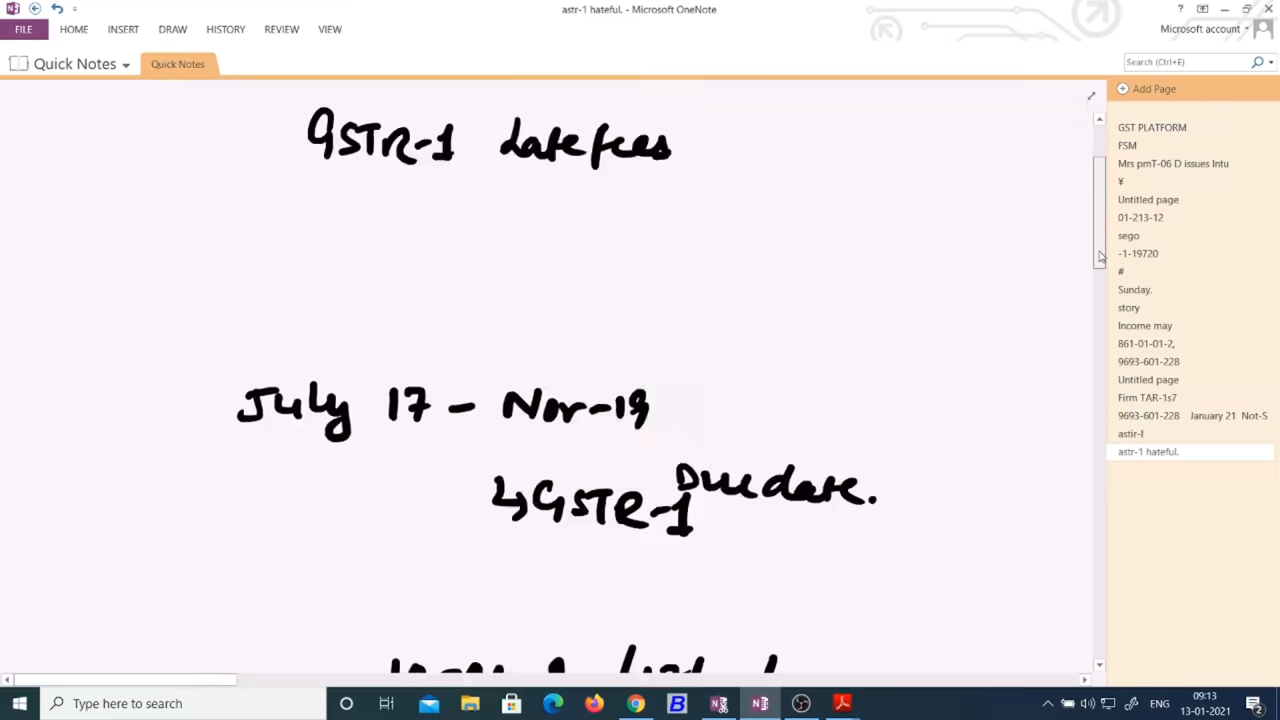 astr-1 hateful. - Microsoft OneNote
?
FILE HOME INSERT DRAW HISTORY REVIEW VIEW
Microsoft account
Quick Notes
Quick Notes
Search (Ctrl+E)
Add Page
GSTR-1 Latefees
July 17 - Nov-19
GSTR-1 Due date.
GST PLATFORM
FSM
Mrs pmT-06 D issues Intu
¥
Untitled page
01-213-12
sego
-1-19720
#
Sunday.
story
Income may
861-01-01-2,
9693-601-228
Untitled page
Firm TAR-1s7
9693-601-228 January 21 Not-S
astir-I
astr-1 hateful.
Type here to search
B
ENG
09:13
13-01-2021
2